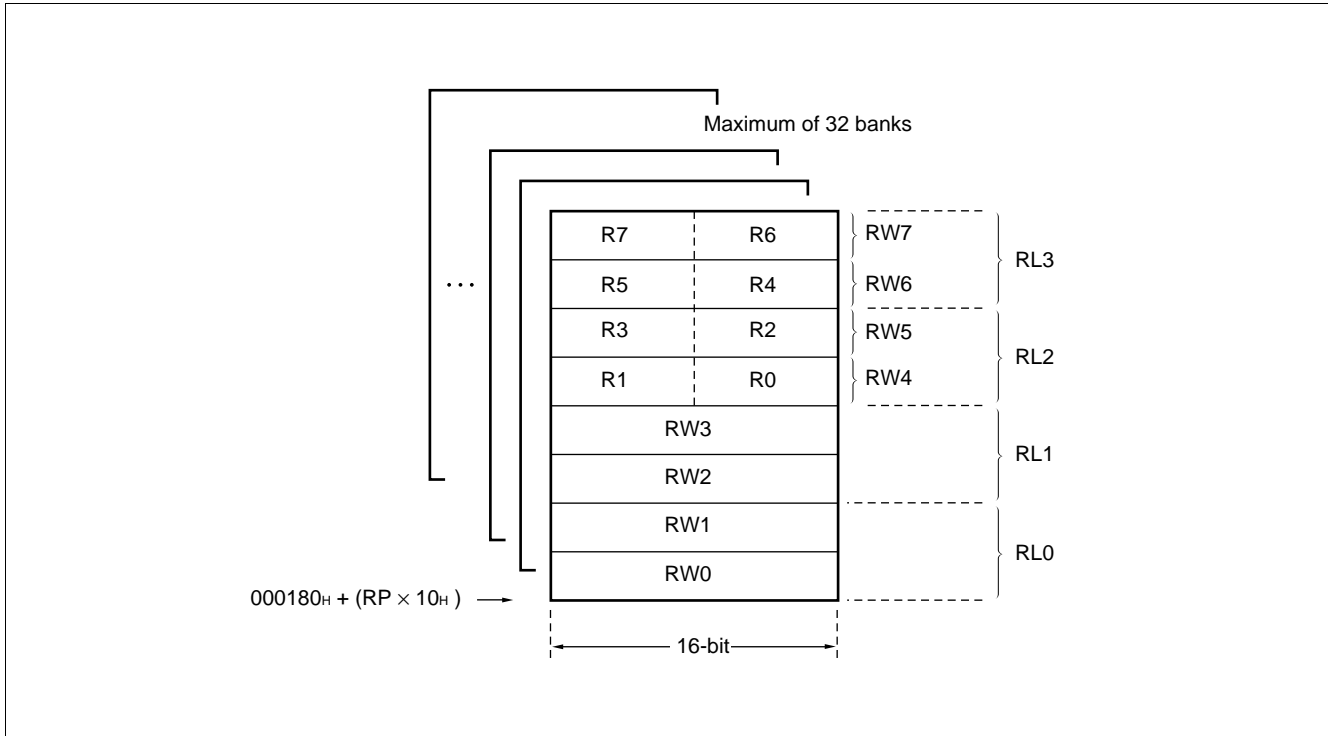 Maximum of 32 banks
R7 R6 RW7
RL3
... R5 R4 RW6
R3 R2 RW5
RL2
R1 R0 RW4
RW3
RL1
RW2
RW1
RL0
RW0
000180H + (RP × 10H )
16-bit